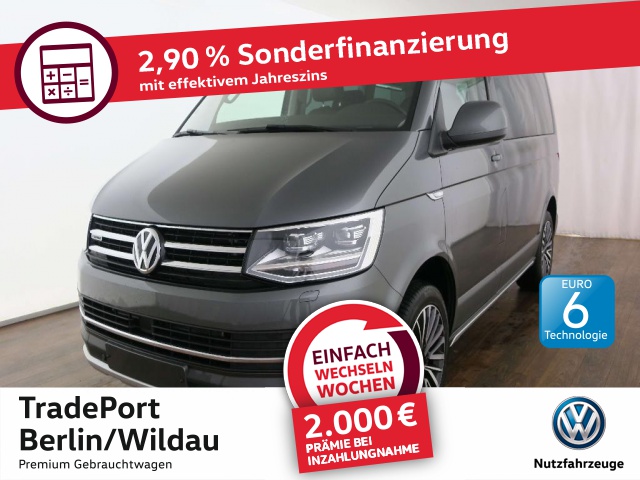 2,90 % Sonderfinanzierung
mit effektivem Jahreszins
EURO
6
Technologie
EINFACH
WECHSELN
WOCHEN
2.000 €
PRÄMIE BEI
INZAHLUNGNAHME
TradePort
Berlin/Wildau
Premium Gebrauchtwagen
Nutzfahrzeuge